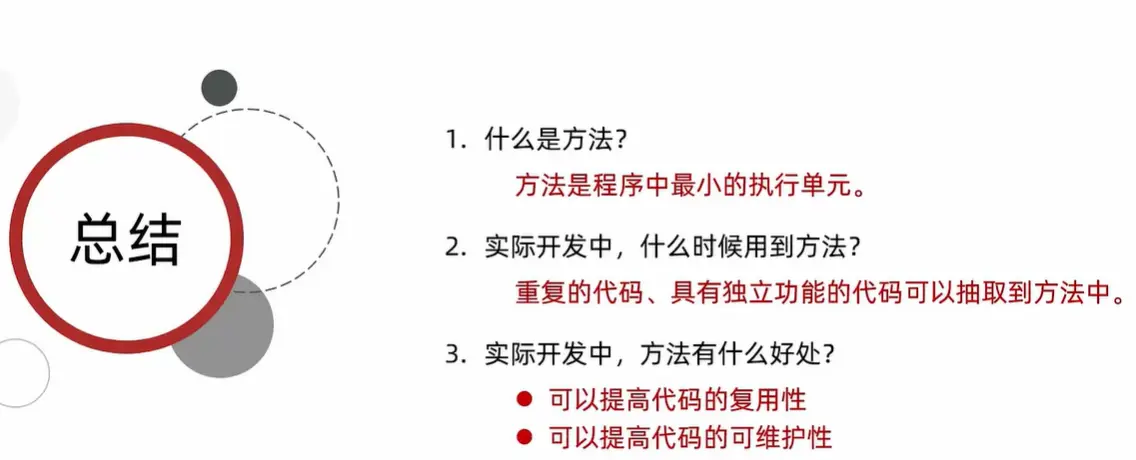 总结
1. 什么是方法？
方法是程序中最小的执行单元。
2. 实际开发中，什么时候用到方法？
重复的代码、具有独立功能的代码可以抽取到方法中。
3. 实际开发中，方法有什么好处？
● 可以提高代码的复用性
● 可以提高代码的可维护性